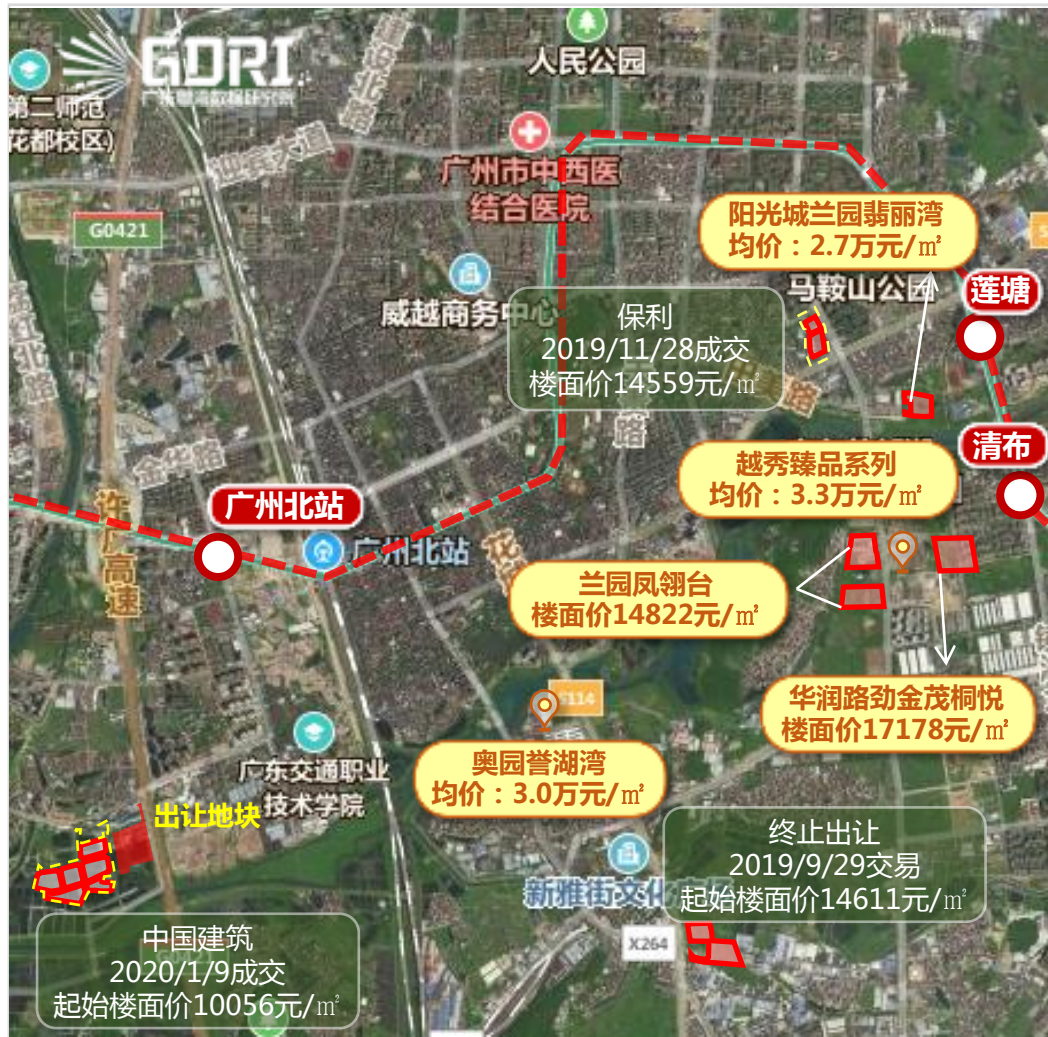 GDRI
人民公园
第二师范
花都校区)
广州市中西医
结合医院
G0421
阳光城兰园翡丽湾
均价：2.7万元/㎡
威越商务中心
马鞍山公园
莲塘
保利
2019/11/28成交
楼面价14559元/㎡
路
路
清布
金华路
越秀臻品系列
均价：3.3万元/㎡
许广高速
广州北站
广州北站
花
兰园凤翎台
楼面价14822元/㎡
S114
华润路劲金茂桐悦
楼面价17178元/㎡
广东交通职业
技术学院
奥园誉湖湾
均价：3.0万元/㎡
出让地块
终止出让
2019/9/29交易
起始楼面价14611元/㎡
新雅街文化
X264
中国建筑
2020/1/9成交
起始楼面价10056元/㎡